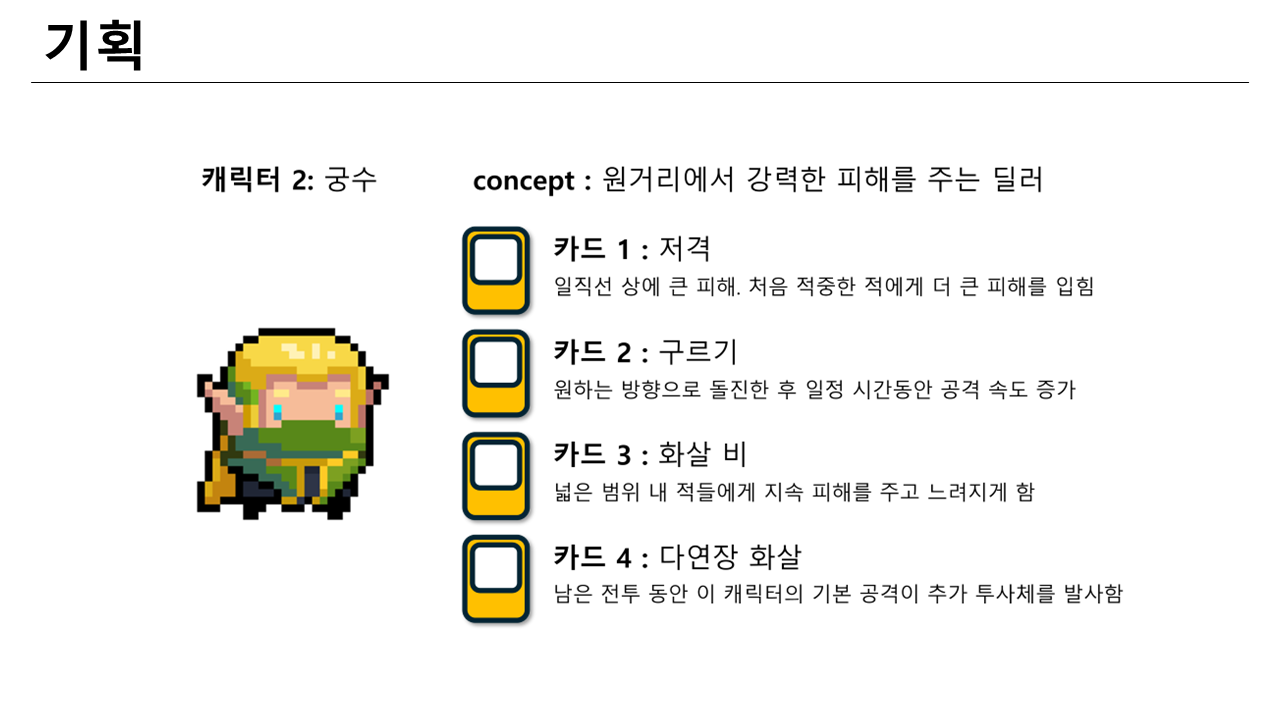 기획
캐릭터 2: 궁수
concept : 원거리에서 강력한 피해를 주는 딜러
카드 1 : 저격
일직선 상에 큰 피해. 처음 적중한 적에게 더 큰 피해를 입힘
카드 2 : 구르기
원하는 방향으로 돌진한 후 일정 시간동안 공격 속도 증가
카드 3 : 화살 비
넓은 범위 내 적들에게 지속 피해를 주고 느려지게 함
카드 4 : 다연장 화살
남은 전투 동안 이 캐릭터의 기본 공격이 추가 투사체를 발사함